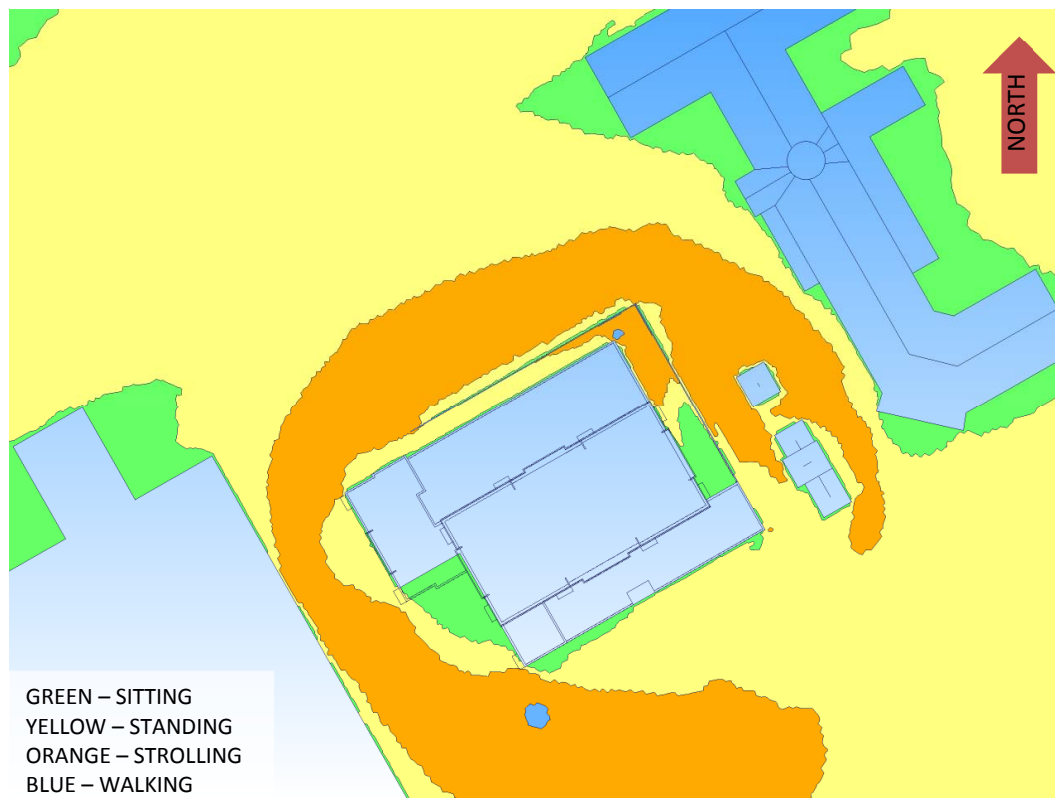 NORTH
GREEN – SITTING
YELLOW – STANDING
ORANGE – STROLLING
BLUE – WALKING